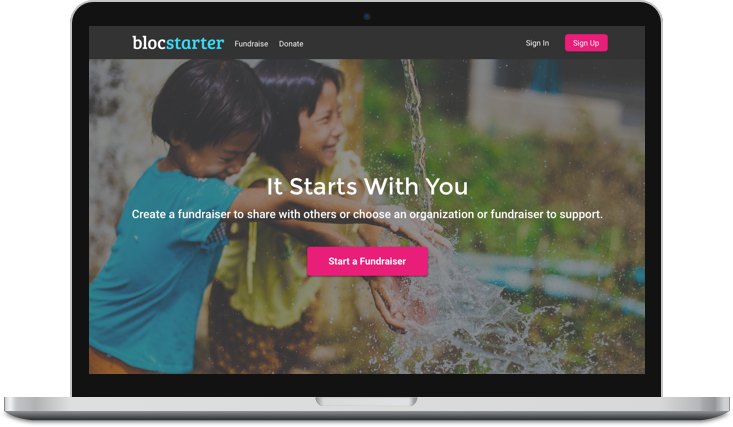 blocstarter Fundraise Donate Sign In Sign Up
It Starts With You
Create a fundraiser to share with others or choose an organization or fundraiser to support.
Start a Fundraiser